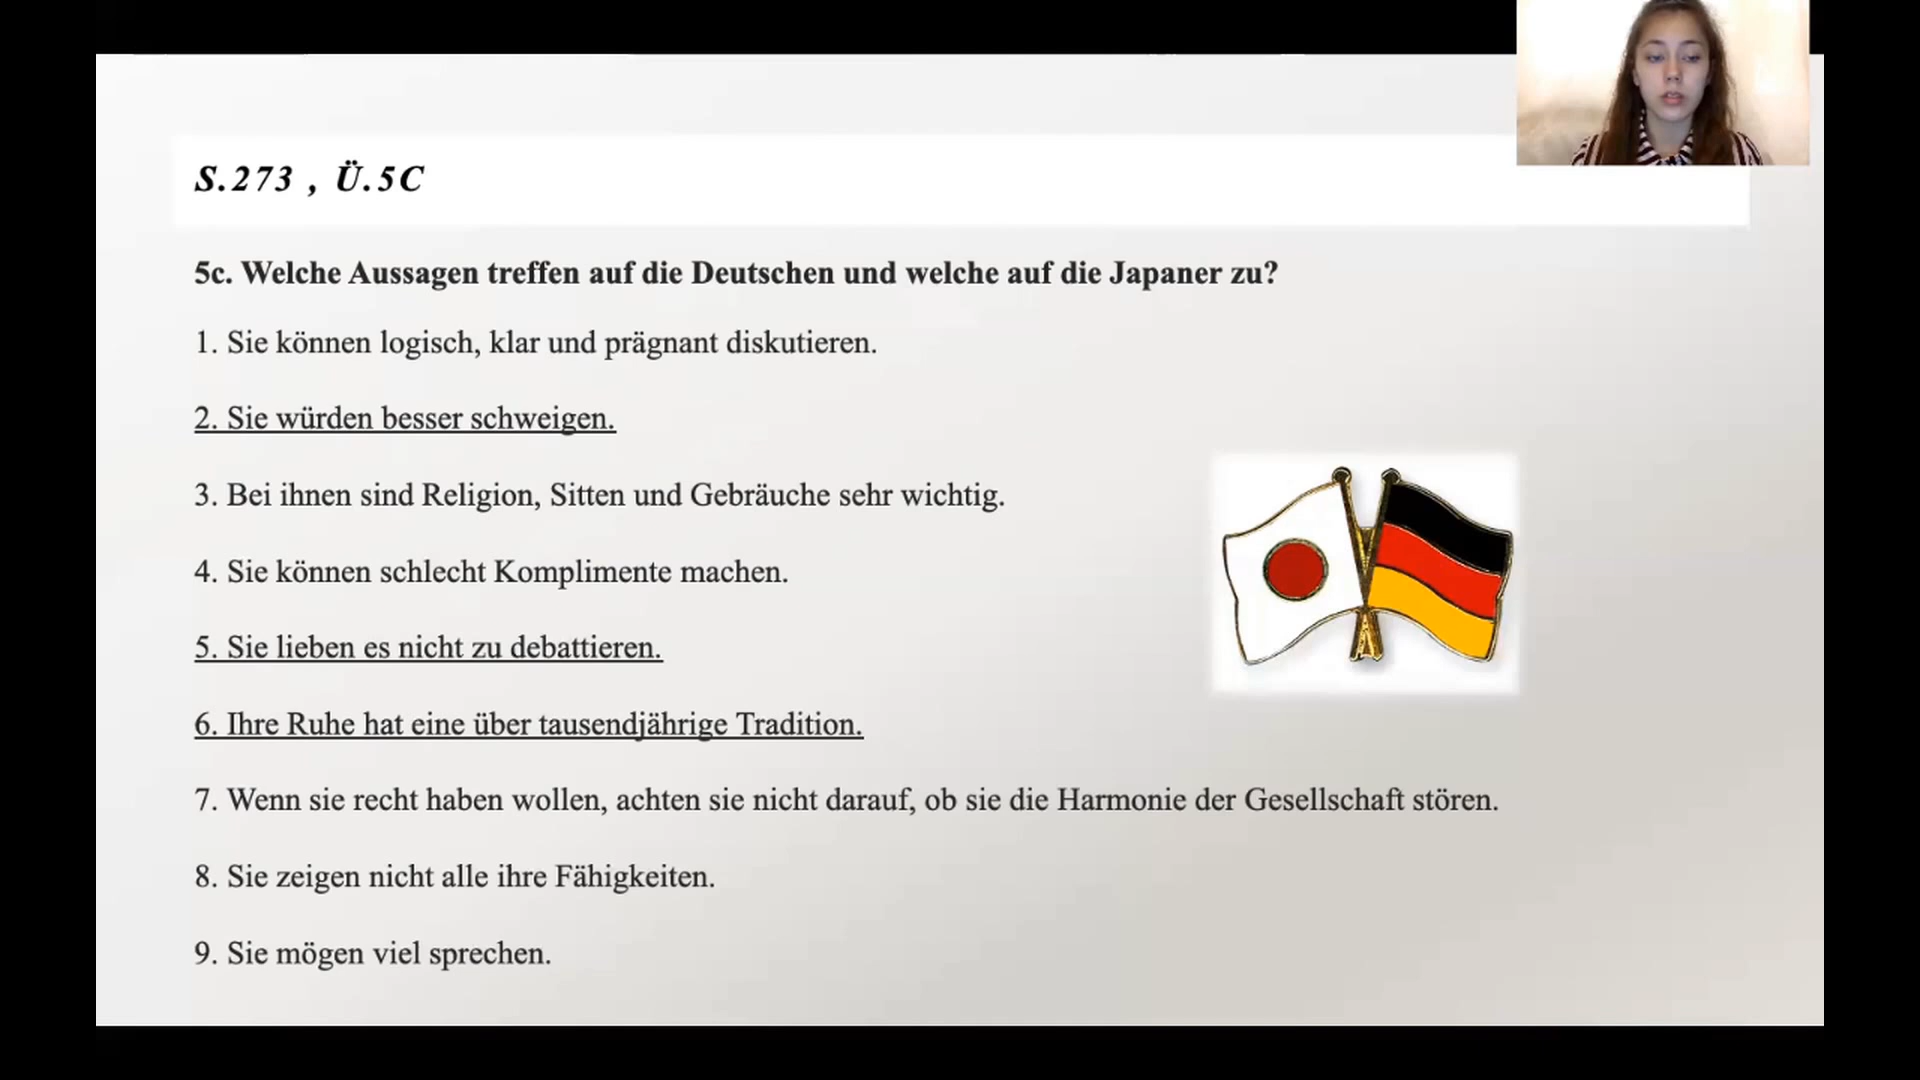 S.273 , Ü.5C
5c. Welche Aussagen treffen auf die Deutschen und welche auf die Japaner zu?
1. Sie können logisch, klar und prägnant diskutieren.
2. Sie würden besser schweigen.
3. Bei ihnen sind Religion, Sitten und Gebräuche sehr wichtig.
4. Sie können schlecht Komplimente machen.
5. Sie lieben es nicht zu debattieren.
6. Ihre Ruhe hat eine über tausendjährige Tradition.
7. Wenn sie recht haben wollen, achten sie nicht darauf, ob sie die Harmonie der Gesellschaft stören.
8. Sie zeigen nicht alle ihre Fähigkeiten.
9. Sie mögen viel sprechen.